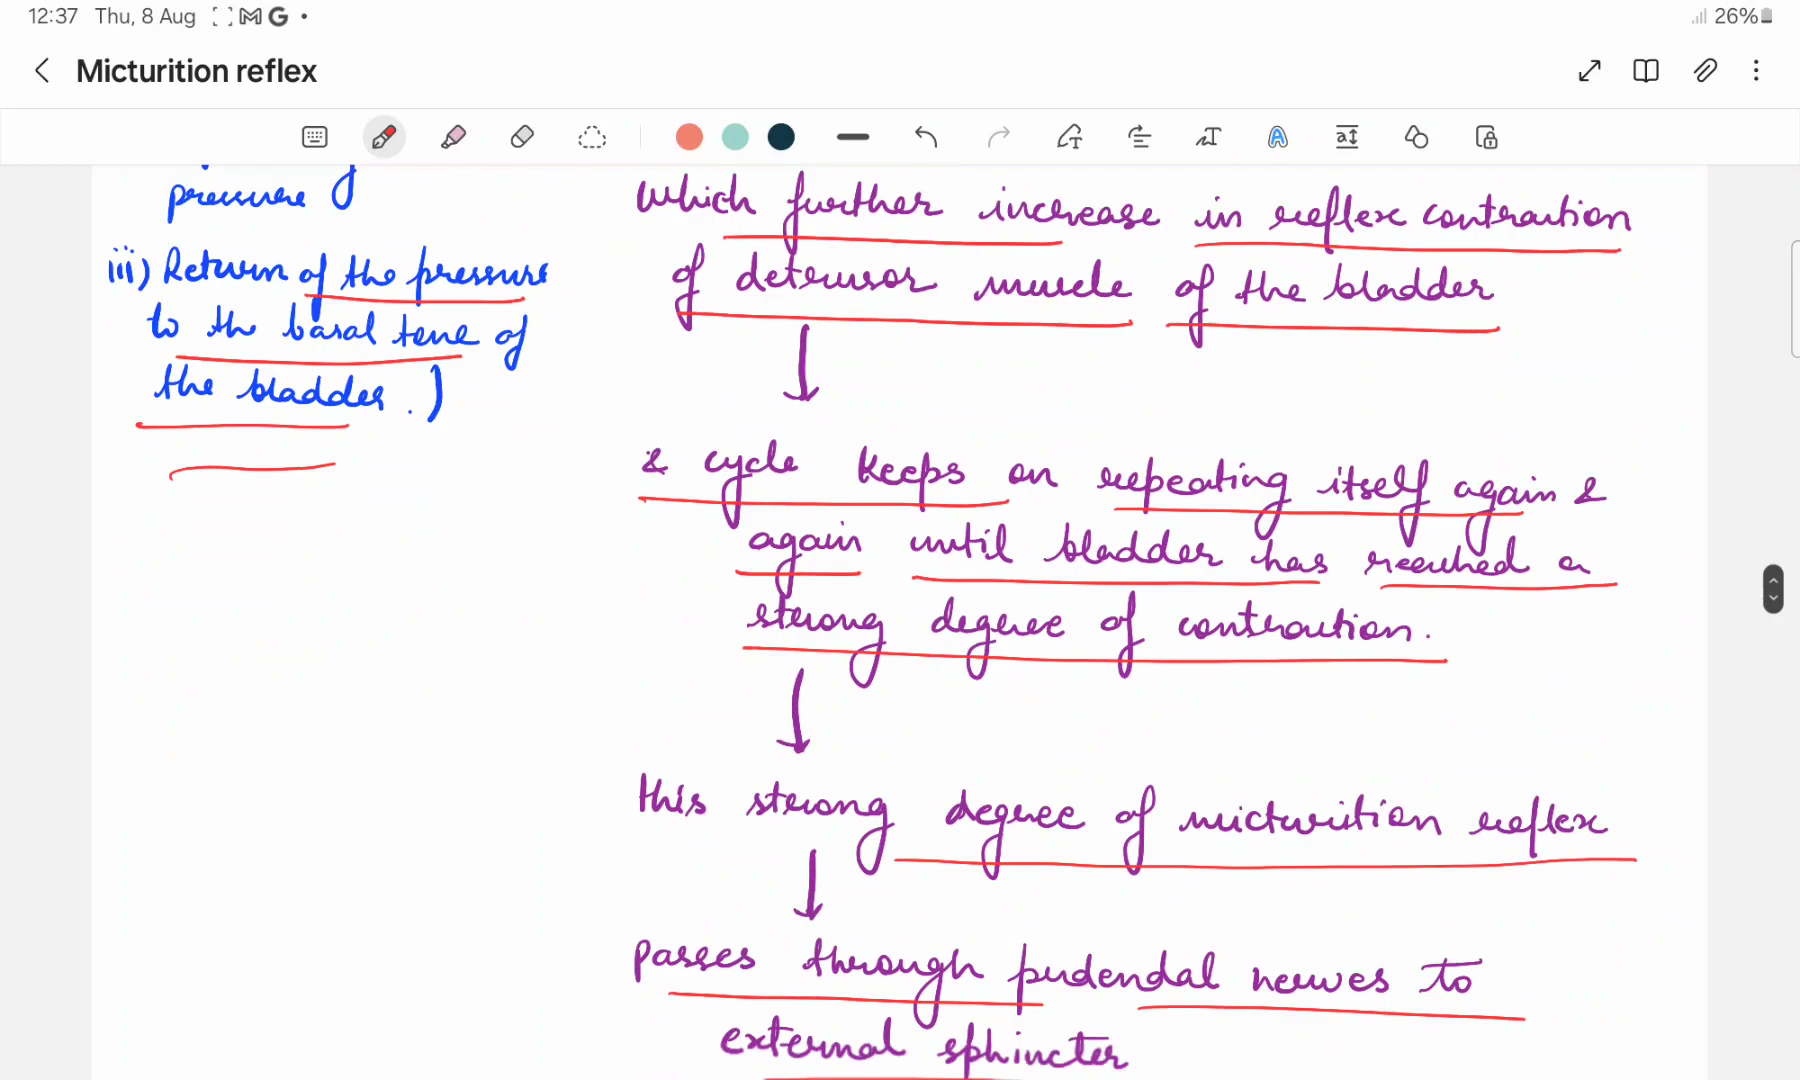 12:37 Thu, 8 Aug
26%
Micturition reflex
pressure
iii) Return of the pressure
to the basal tone of
the bladder.)
which further increase in reflex contraction
of detrusor muscle of the bladder
& cycle keeps on repeating itself again &
again until bladder has reached a
strong degree of contraction.
this strong degree of micturition reflex
passes through pudendal nerves to
external sphincter